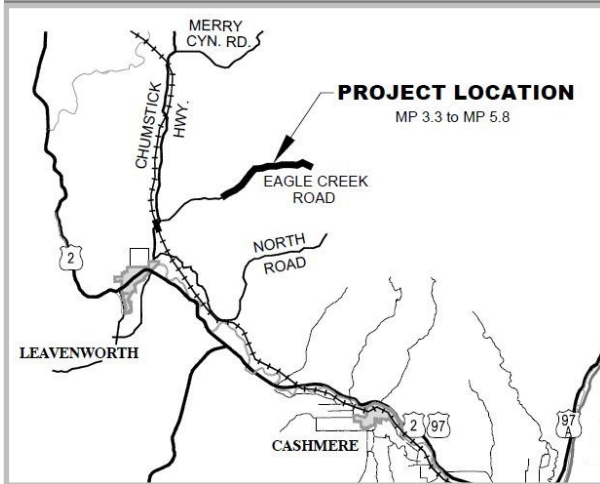 MERRY
CYN. RD.
CHUMSTICK
HWY.
PROJECT LOCATION
MP 3.3 to MP 5.8
EAGLE CREEK
ROAD
NORTH
ROAD
2
LEAVENWORTH
CASHMERE
2
97
97
A